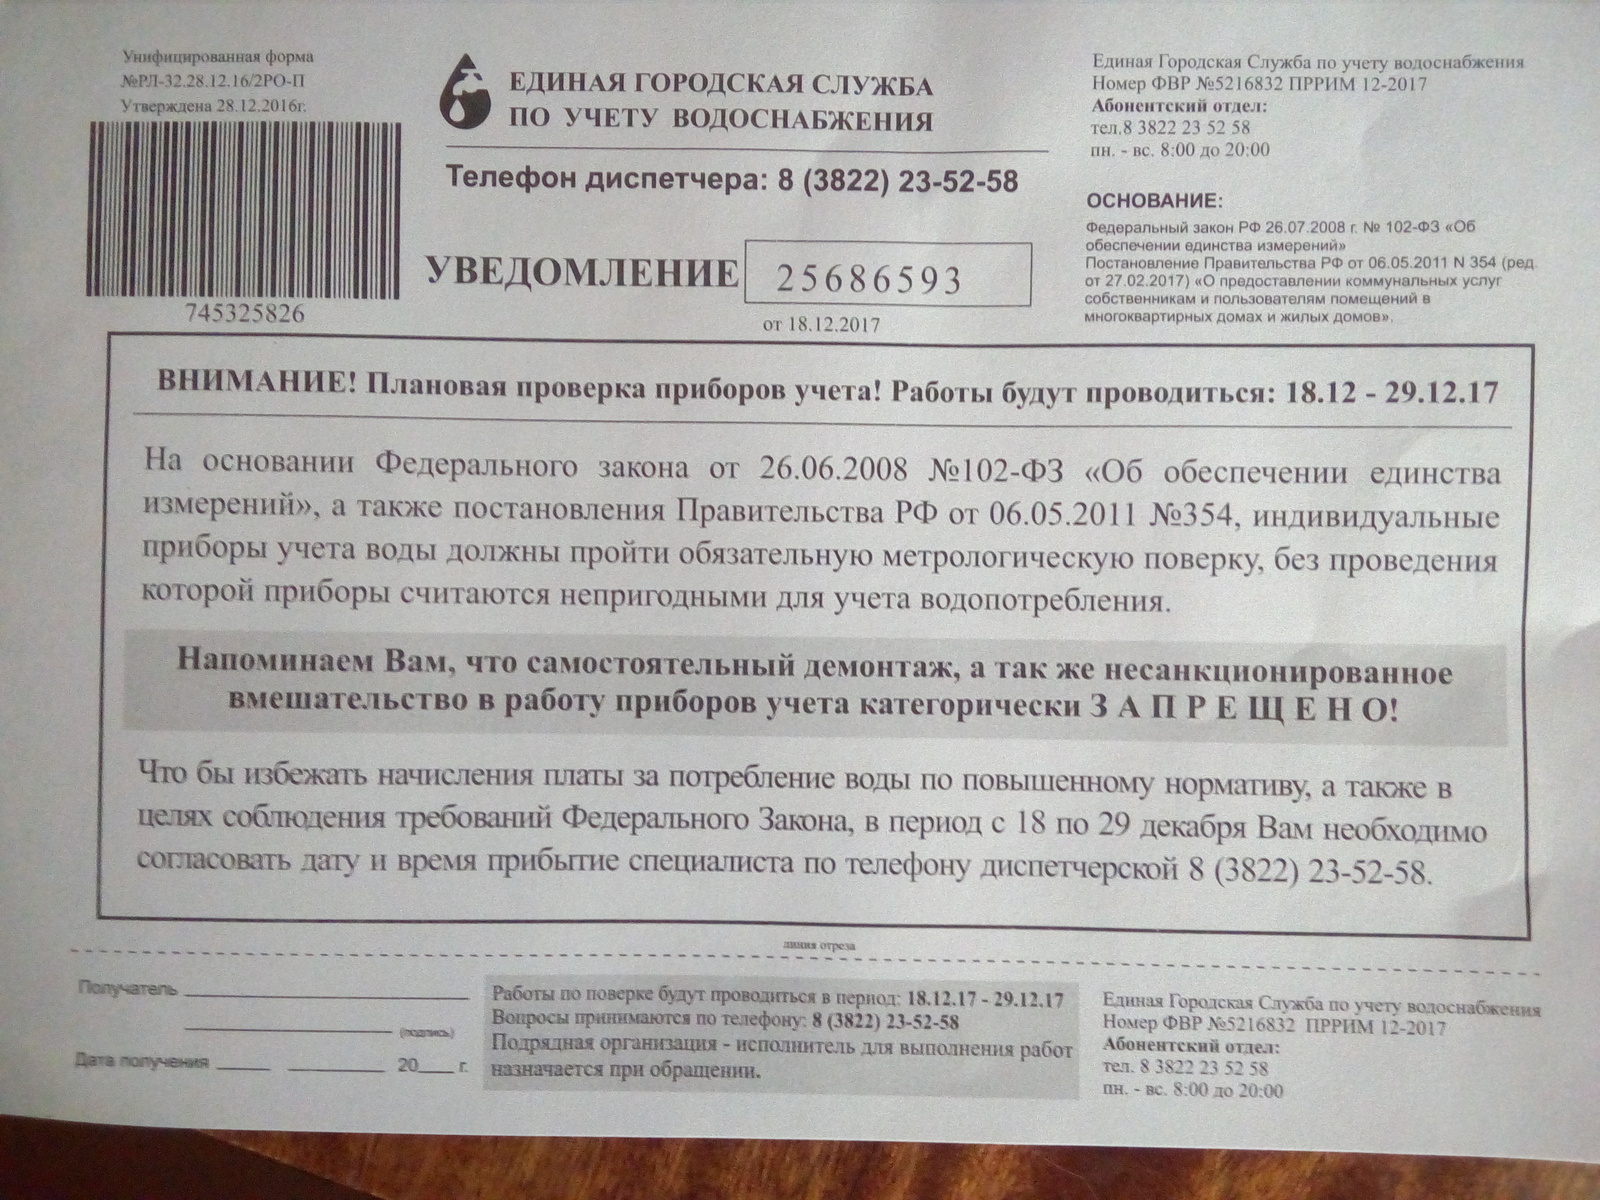 Унифицированная форма
№РЛ-32.28.12.16/2РО-П
Утверждена 28.12.2016г.
745325826
ЕДИНАЯ ГОРОДСКАЯ СЛУЖБА
ПО УЧЕТУ ВОДОСНАБЖЕНИЯ
Телефон диспетчера: 8 (3822) 23-52-58
УВЕДОМЛЕНИЕ 25686593
от 18.12.2017
Единая Городская Служба по учету водоснабжения
Номер ФВР №5216832 ПРРИМ 12-2017
Абонентский отдел:
тел.8 3822 23 52 58
пн. - вс. 8:00 до 20:00
ОСНОВАНИЕ:
Федеральный закон РФ 26.07.2008 г. № 102-ФЗ «Об
обеспечении единства измерений»
Постановление Правительства РФ от 06.05.2011 N 354 (ред.
от 27.02.2017) «О предоставлении коммунальных услуг
собственникам и пользователям помещений в
многоквартирных домах и жилых домов».
ВНИМАНИЕ! Плановая проверка приборов учета! Работы будут проводиться: 18.12 - 29.12.17
На основании Федерального закона от 26.06.2008 №102-ФЗ «Об обеспечении единства
измерений», а также постановления Правительства РФ от 06.05.2011 №354, индивидуальные
приборы учета воды должны пройти обязательную метрологическую поверку, без проведения
которой приборы считаются непригодными для учета водопотребления.
Напоминаем Вам, что самостоятельный демонтаж, а так же несанкционированное
вмешательство в работу приборов учета категорически З А П Р Е Щ Е Н О!
Что бы избежать начисления платы за потребление воды по повышенному нормативу, а также в
целях соблюдения требований Федерального Закона, в период с 18 по 29 декабря Вам необходимо
согласовать дату и время прибытие специалиста по телефону диспетчерской 8 (3822) 23-52-58.
линия отреза
Получатель
(подпись)
Дата получения 20 г.
Работы по поверке будут проводиться в период: 18.12.17 - 29.12.17
Вопросы принимаются по телефону: 8 (3822) 23-52-58
Подрядная организация - исполнитель для выполнения работ
назначается при обращении.
Единая Городская Служба по учету водоснабжения
Номер ФВР №5216832 ПРРИМ 12-2017
Абонентский отдел:
тел. 8 3822 23 52 58
пн. - вс. 8:00 до 20:00